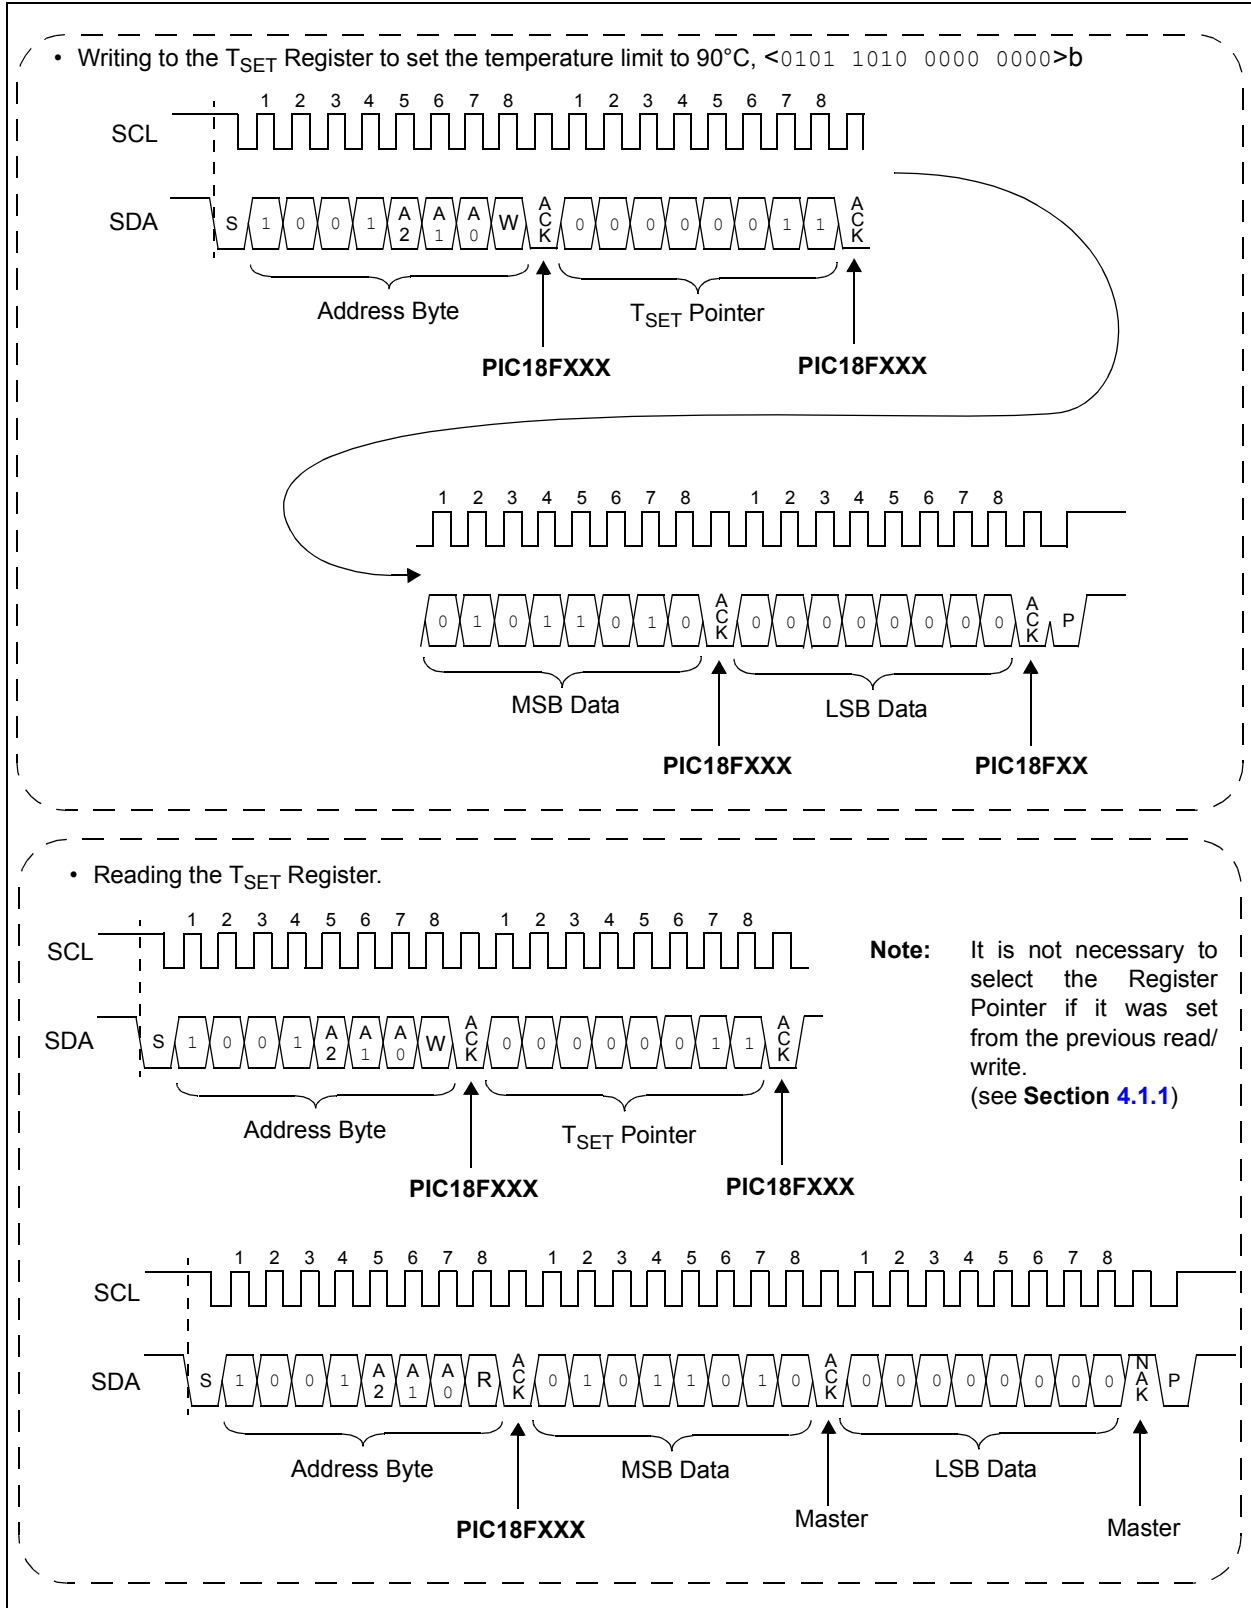 • Writing to the TSET Register to set the temperature limit to 90°C, <0101 1010 0000 0000>b
1 2 3 4 5 6 7 8 1 2 3 4 5 6 7 8
SCL
SDA S 1 0 0 1 A2 A1 A0 W ACK 0 0 0 0 0 0 1 1 ACK
Address Byte TSET Pointer
PIC18FXXX PIC18FXXX
1 2 3 4 5 6 7 8 1 2 3 4 5 6 7 8
0 1 0 1 1 0 1 0 ACK 0 0 0 0 0 0 0 0 ACK P
MSB Data LSB Data
PIC18FXXX PIC18FXX
• Reading the TSET Register.
1 2 3 4 5 6 7 8 1 2 3 4 5 6 7 8
SCL
SDA S 1 0 0 1 A2 A1 A0 W ACK 0 0 0 0 0 0 1 1 ACK
Address Byte TSET Pointer
PIC18FXXX PIC18FXXX
Note: It is not necessary to
select the Register
Pointer if it was set
from the previous read/
write.
(see Section 4.1.1)
1 2 3 4 5 6 7 8 1 2 3 4 5 6 7 8 1 2 3 4 5 6 7 8
SCL
SDA S 1 0 0 1 A2 A1 A0 R ACK 0 1 0 1 1 0 1 0 ACK 0 0 0 0 0 0 0 0 NAK P
Address Byte MSB Data LSB Data
PIC18FXXX Master Master